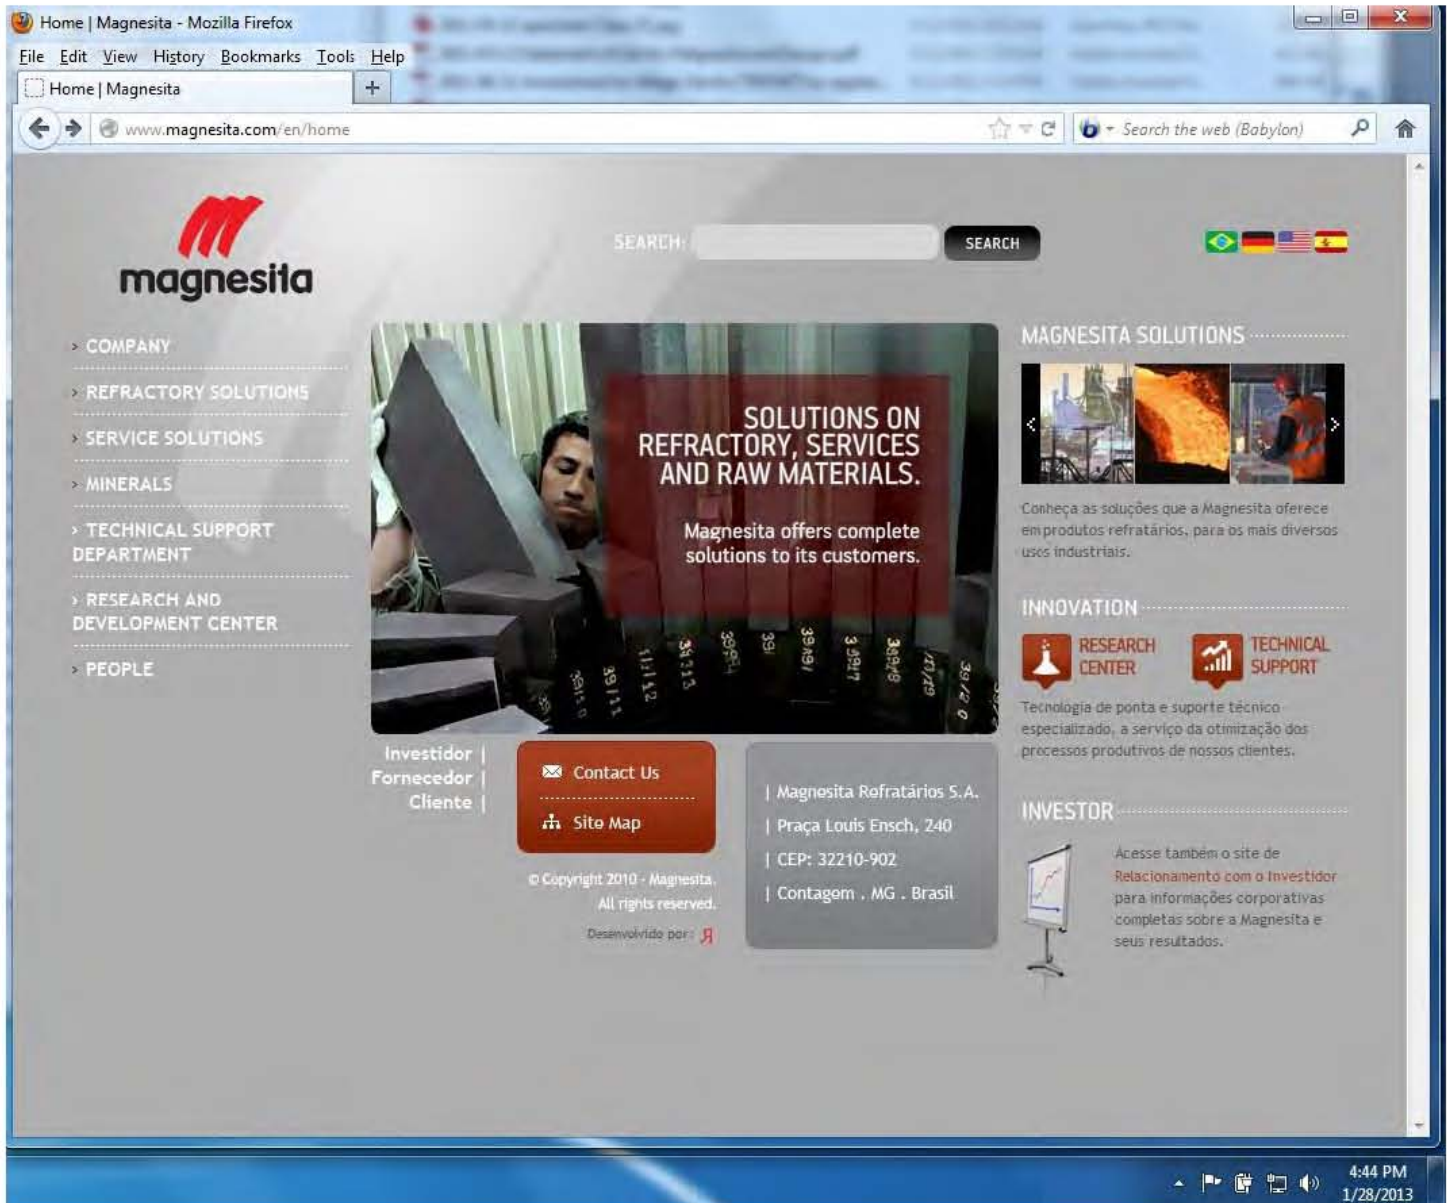 Home | Magnesita - Mozilla Firefox
File Edit View History Bookmarks Tools Help
Home | Magnesita
www.magnesita.com/en/home
Search the web (Babylon)
magnesita
SEARCH:
SEARCH
> COMPANY
> REFRACTORY SOLUTIONS
> SERVICE SOLUTIONS
> MINERALS
> TECHNICAL SUPPORT
DEPARTMENT
> RESEARCH AND
DEVELOPMENT CENTER
> PEOPLE
SOLUTIONS ON
REFRACTORY, SERVICES
AND RAW MATERIALS.
Magnesita offers complete
solutions to its customers.
Investidor |
Fornecedor |
Cliente |
Contact Us
Site Map
© Copyright 2010 - Magnesita.
All rights reserved.
Desenvolvido por:
| Magnesita Refratários S.A.
| Praça Louis Ensch, 240
| CEP: 32210-902
| Contagem . MG . Brasil
MAGNESITA SOLUTIONS
Conheça as soluções que a Magnesita oferece
em produtos refratários, para os mais diversos
usos industriais.
INNOVATION
RESEARCH
CENTER
TECHNICAL
SUPPORT
Tecnologia de ponta e suporte técnico
especializado, a serviço da otimização dos
processos produtivos de nossos clientes.
INVESTOR
Acesse também o site de
Relacionamento com o Investidor
para informações corporativas
completas sobre a Magnesita e
seus resultados.
4:44 PM
1/28/2013